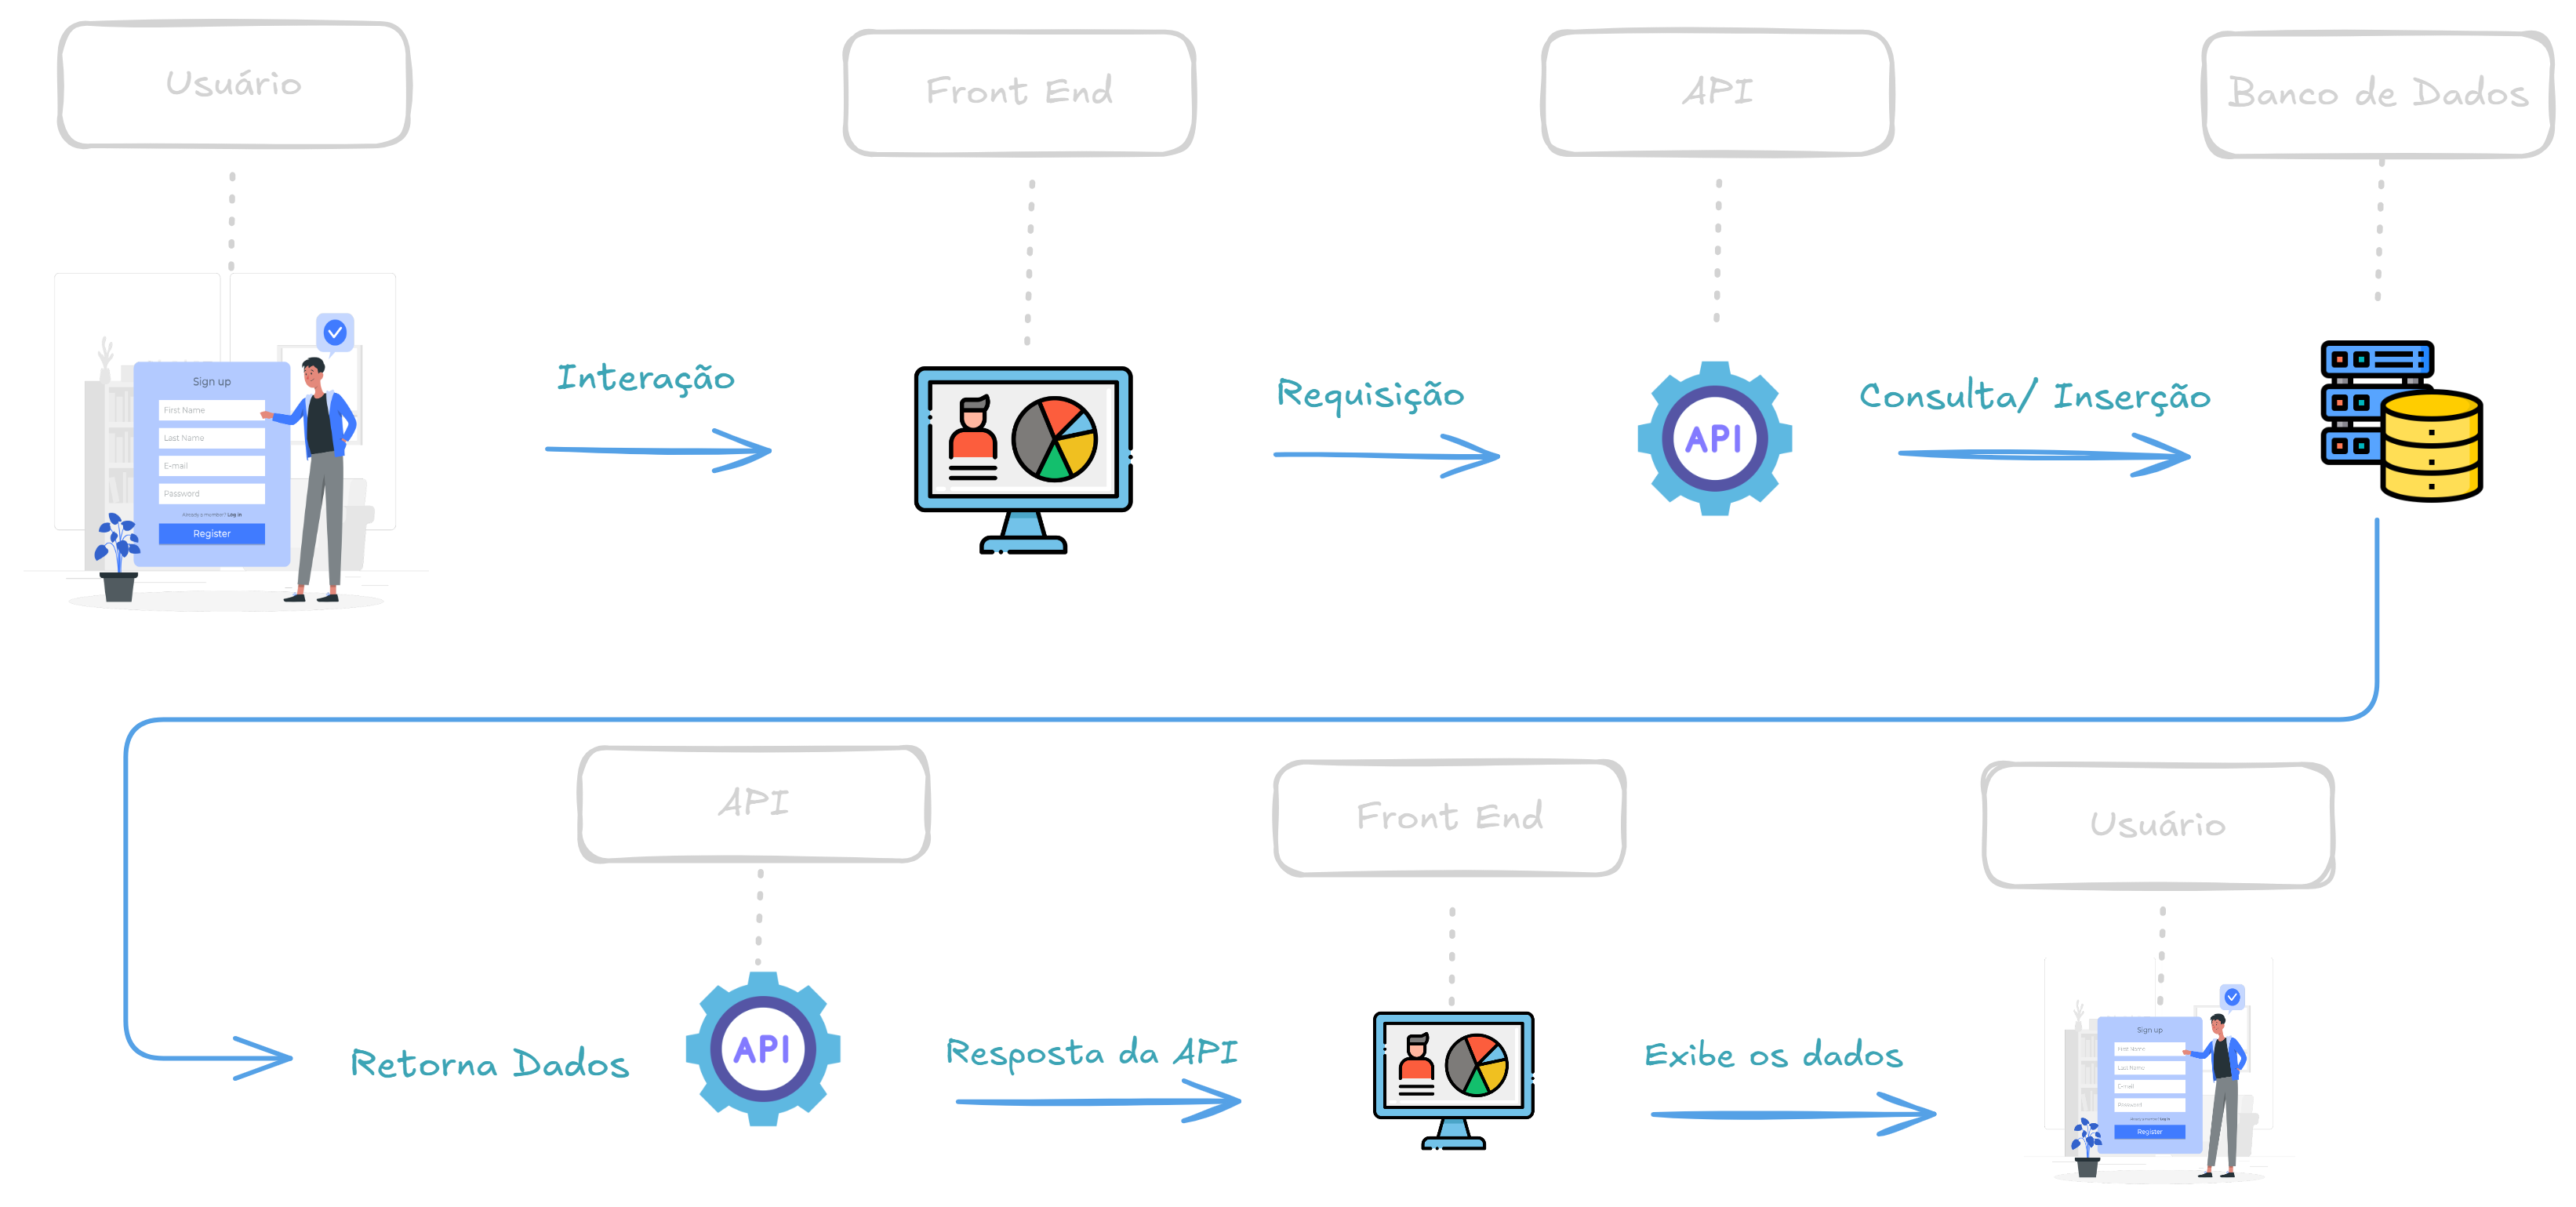 Usuário
Front End
API
Banco de Dados
Interação
Requisição
Consulta/ Inserção
API
Sign up
First Name
Last Name
E-mail
Password
Already a member? Log in
Register
API
Front End
Usuário
Retorna Dados
API
Resposta da API
Exibe os dados
Sign up
First Name
Last Name
E-mail
Password
Already a member? Log in
Register